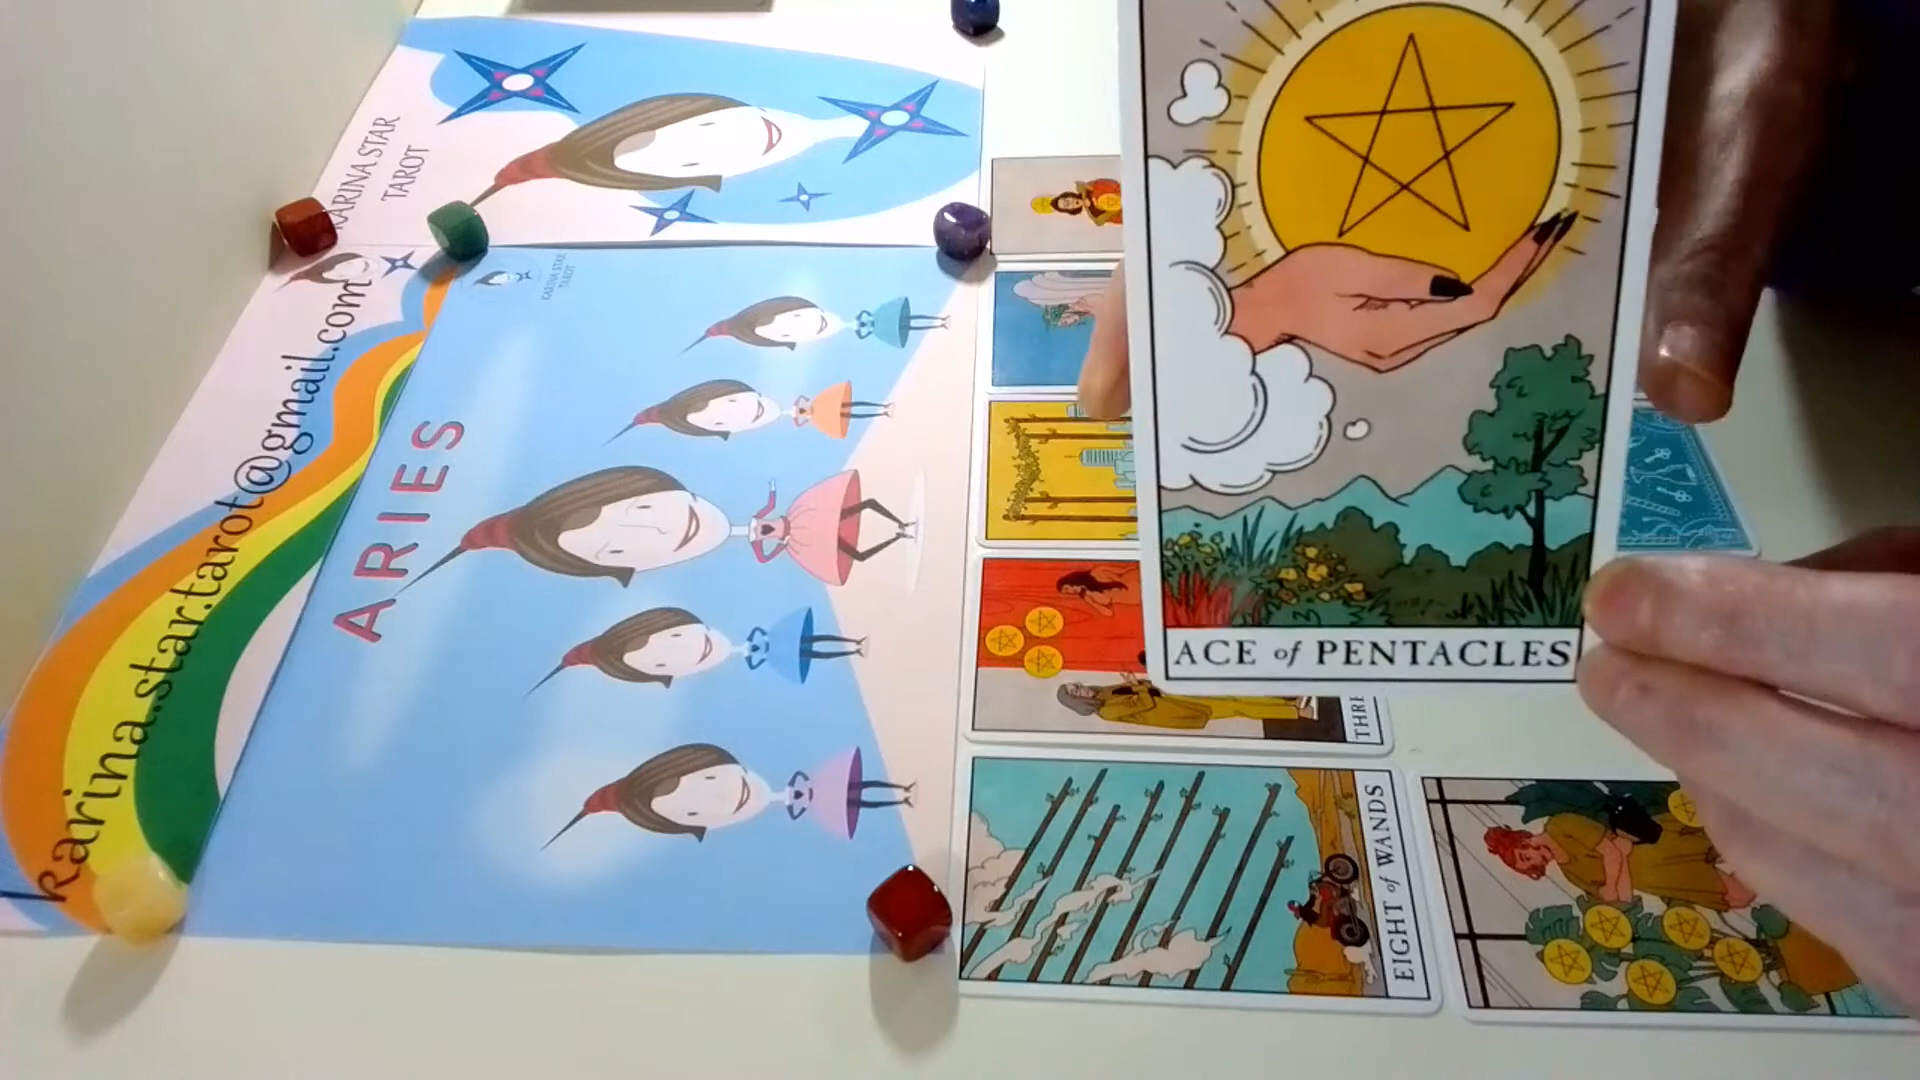 KARINA STAR
TAROT
karina.star.tarot@gmail.com
KARINA STAR
TAROT
ARIES
ACE of PENTACLES
THRE
EIGHT of WANDS